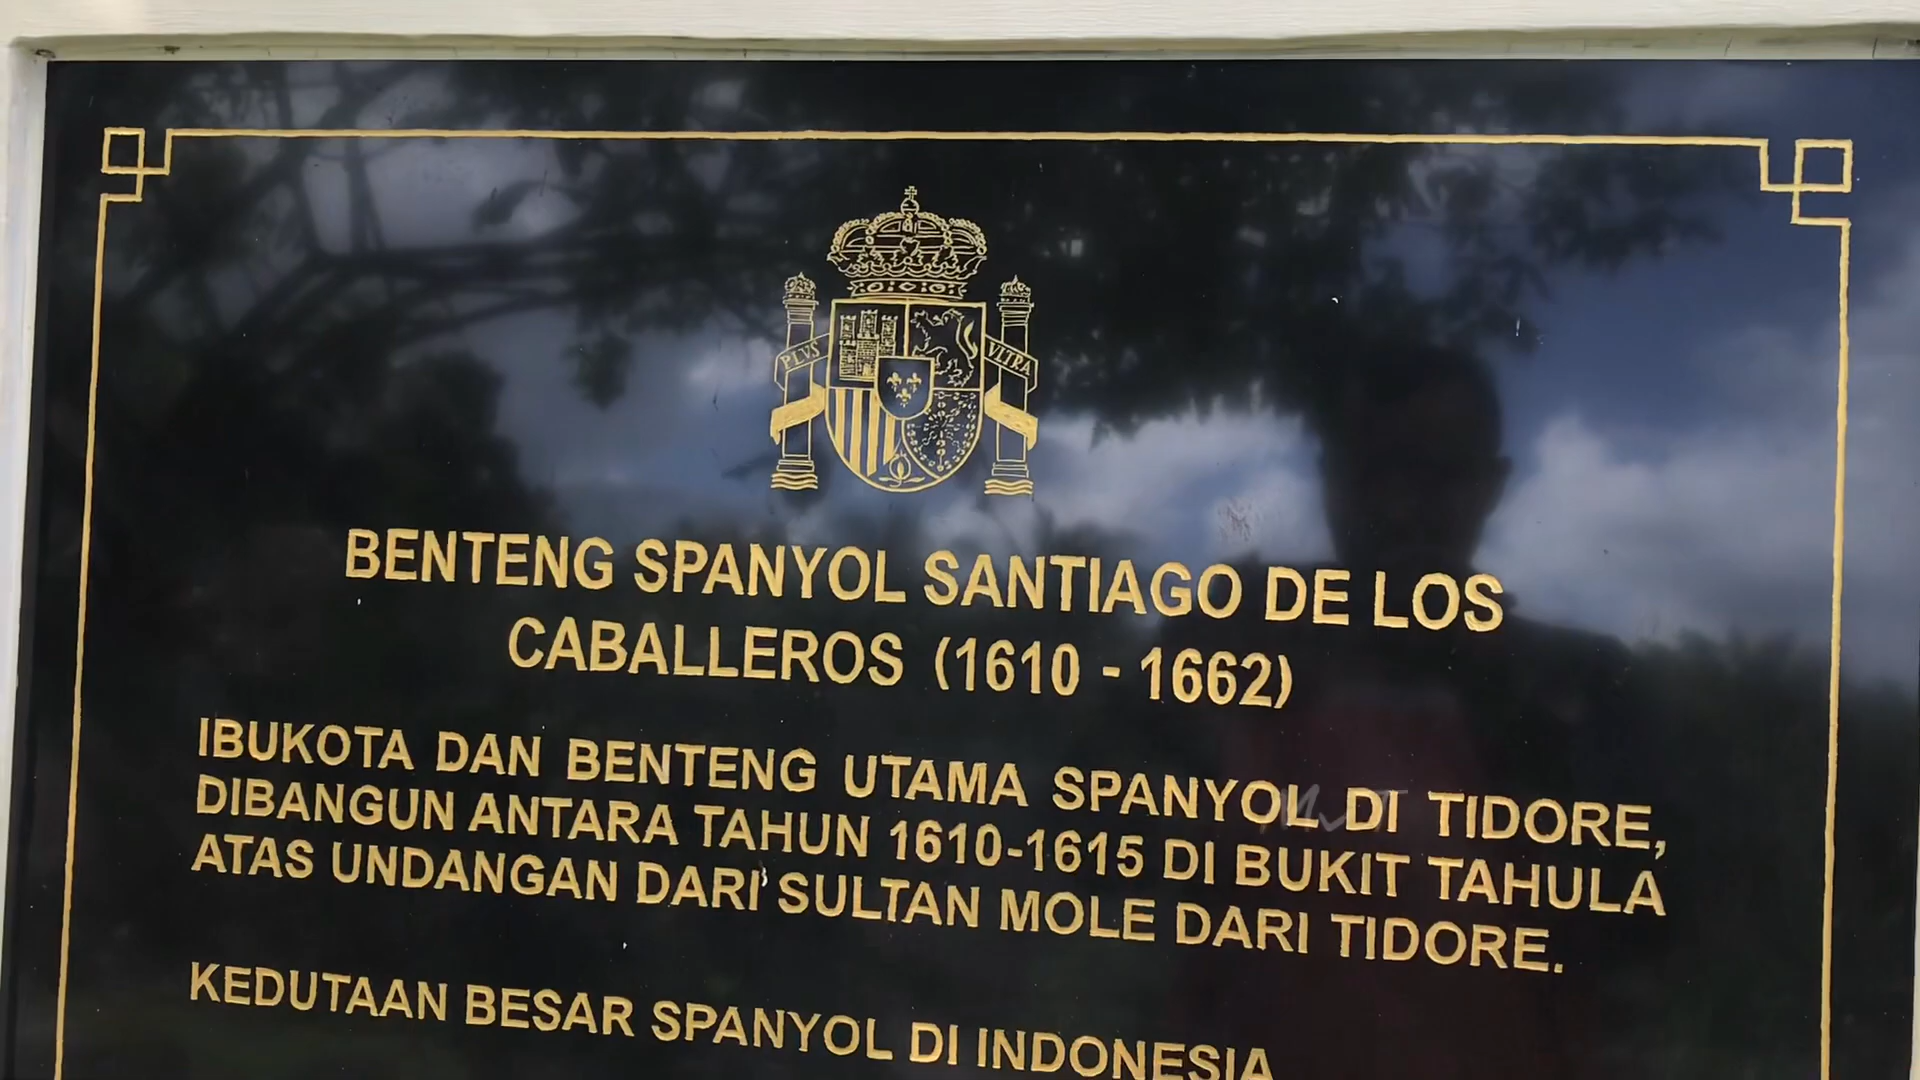 PLVS VLTRA
BENTENG SPANYOL SANTIAGO DE LOS
CABALLEROS (1610 - 1662)
IBUKOTA DAN BENTENG UTAMA SPANYOL DI TIDORE,
DIBANGUN ANTARA TAHUN 1610-1615 DI BUKIT TAHULA
ATAS UNDANGAN DARI SULTAN MOLE DARI TIDORE.
KEDUTAAN BESAR SPANYOL DI INDONESIA